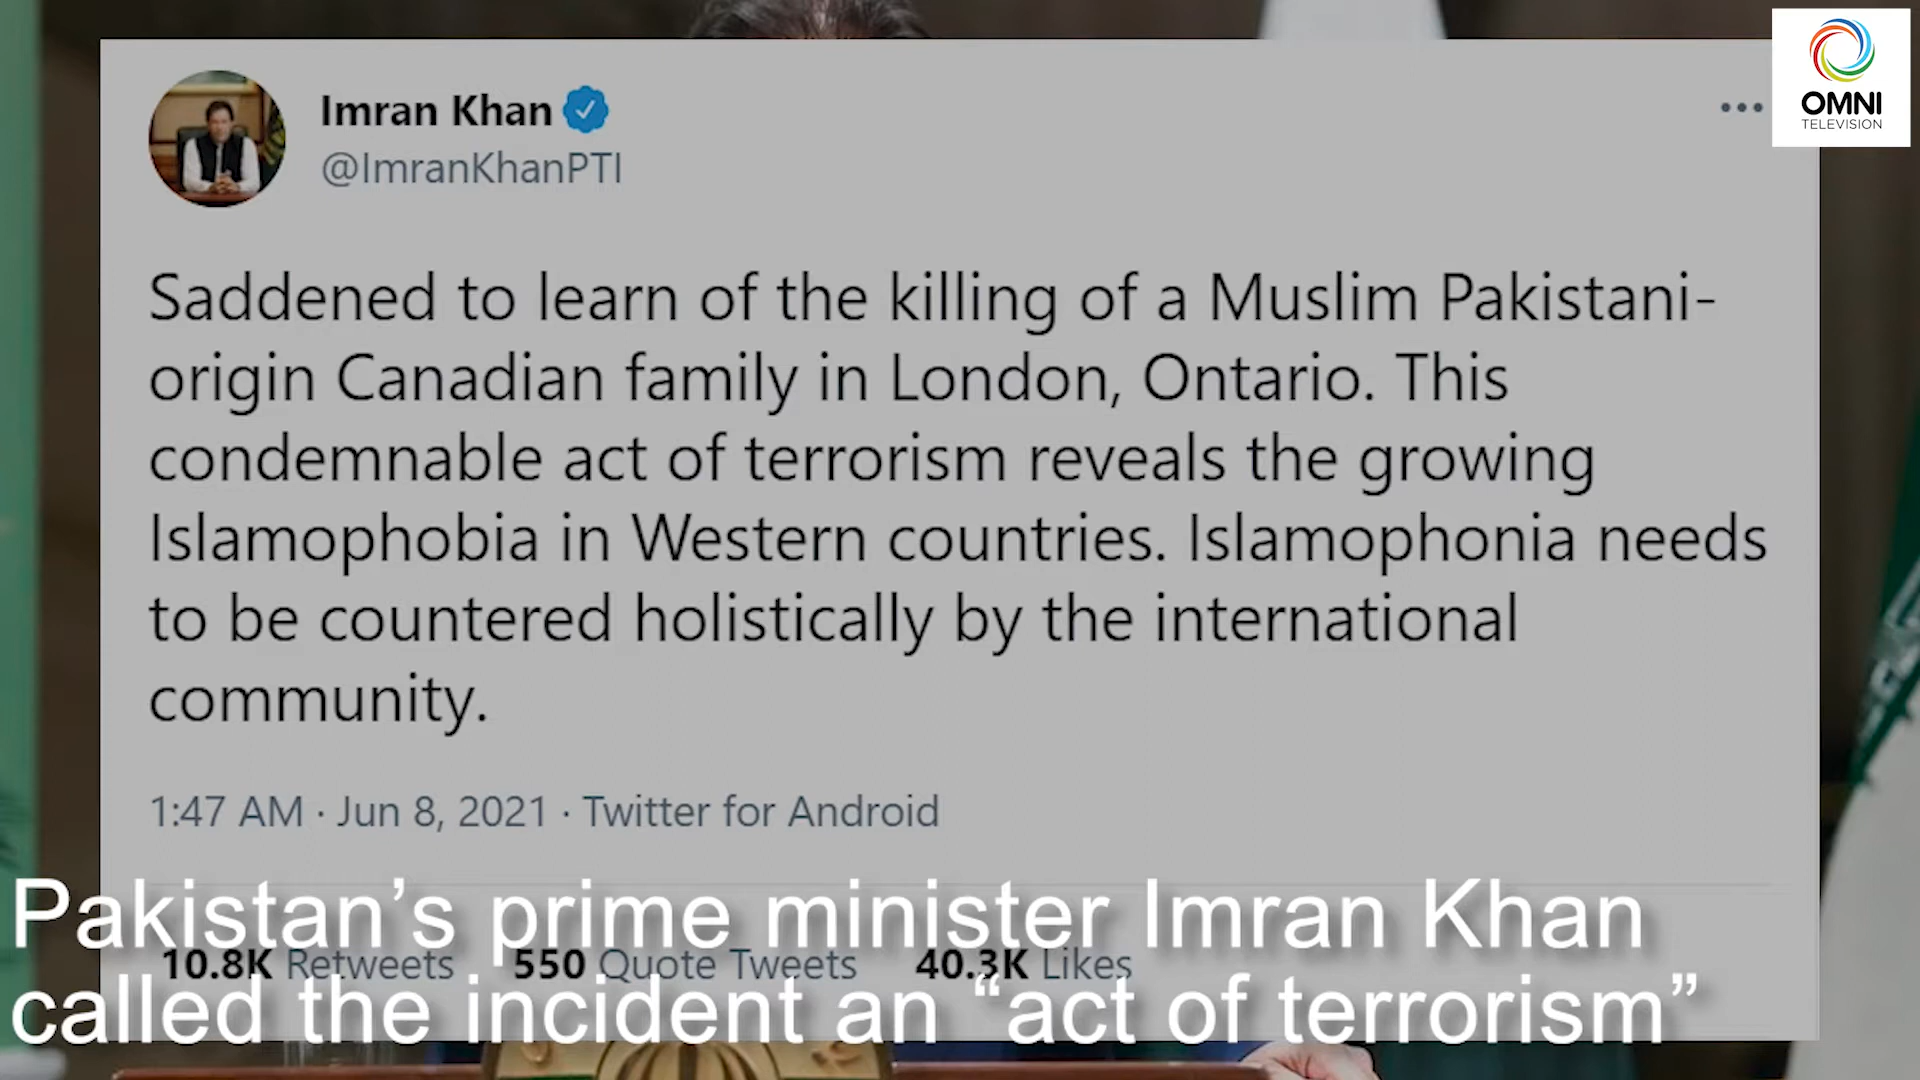 OMNI
TELEVISION
Imran Khan
@ImranKhanPTI
Saddened to learn of the killing of a Muslim Pakistani-
origin Canadian family in London, Ontario. This
condemnable act of terrorism reveals the growing
Islamophobia in Western countries. Islamophonia needs
to be countered holistically by the international
community.
1:47 AM · Jun 8, 2021 · Twitter for Android
10.8K Retweets 550 Quote Tweets 40.3K Likes
Pakistan’s prime minister Imran Khan
called the incident an “act of terrorism”